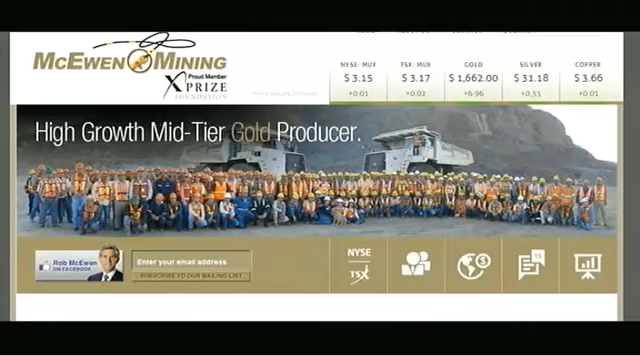 McEWEN MINING
Proud Member
XPRIZE
FOUNDATION
NYSE: MUX
$ 3.15
+0.01
TSX: MUX
$ 3.17
+0.02
GOLD
$ 1,662.00
+6.96
SILVER
$ 31.18
+0.33
COPPER
$ 3.66
+0.01
High Growth Mid-Tier Gold Producer.
Rob McEwen
ON FACEBOOK
Enter your email address
SUBSCRIBE TO OUR MAILING LIST
NYSE
TSX
$
15